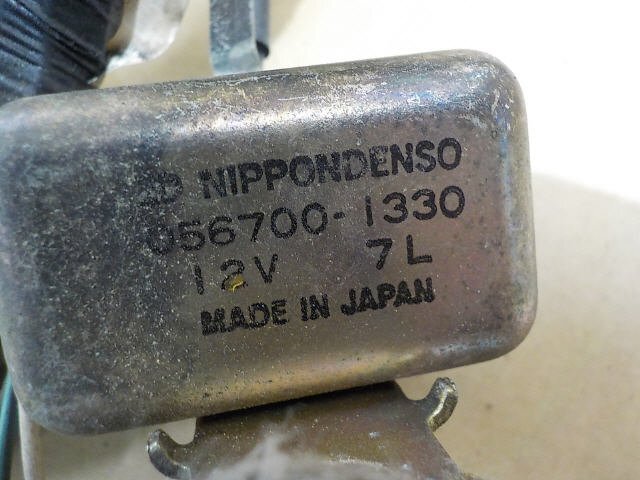 NIPPONDENSO
056700-1330
12V 7L
MADE IN JAPAN